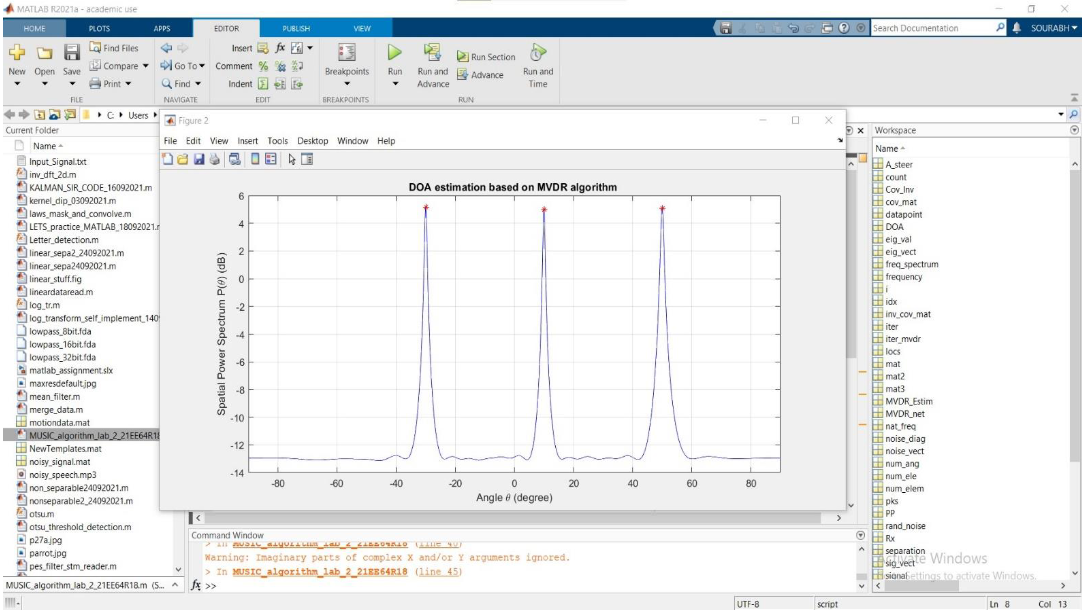 MATLAB R2021a - academic use
HOME PLOTS APPS EDITOR PUBLISH VIEW Search Documentation SOURABH
New Open Save Find Files Compare Print
Go To Find
Insert fx Comment Indent
Breakpoints
Run Run and Advance Run Section Advance Run and Time
FILE NAVIGATE EDIT BREAKPOINTS RUN
C: Users
Current Folder
Name
Input_Signal.txt
inv_dft_2d.m
KALMAN_SIR_CODE_16092021.m
kernel_dip_03092021.m
laws_mask_and_convolve.m
LETS_practice_MATLAB_18092021.
Letter_detection.m
linear_sepa2_24092021.m
linear_sepa24092021.m
linear_stuff.fig
lineardataread.m
log_tr.m
log_transform_self_implement_140
lowpass_8bit.fda
lowpass_16bit.fda
lowpass_32bit.fda
matlab_assignment.slx
maxresdefault.jpg
mean_filter.m
merge_data.m
motiondata.mat
MUSIC_algorithm_lab_2_21EE64R18
NewTemplates.mat
noisy_signal.mat
noisy_speech.mp3
non_separable24092021.m
nonseparable2_24092021.m
otsu.m
otsu_threshold_detection.m
p27a.jpg
parrot.jpg
pes_filter_stm_reader.m
MUSIC_algorithm_lab_2_21EE64R18.m (S...
Figure 2
File Edit View Insert Tools Desktop Window Help
DOA estimation based on MVDR algorithm
Spatial Power Spectrum P(θ) (dB)
6
4
2
0
-2
-4
-6
-8
-10
-12
-14
-80 -60 -40 -20 0 20 40 60 80
Angle θ (degree)
Command Window
> In MUSIC_algorithm_lab_2_21EE64R18 (line 40)
Warning: Imaginary parts of complex X and/or Y arguments ignored.
> In MUSIC_algorithm_lab_2_21EE64R18 (line 45)
fx >>
Workspace
Name
A_steer
count
Cov_Inv
cov_mat
datapoint
DOA
eig_val
eig_vect
freq_spectrum
frequency
i
idx
inv_cov_mat
iter
iter_mvdr
locs
mat
mat2
mat3
MVDR_Estim
MVDR_net
nat_freq
noise_diag
noise_vect
num_ang
num_ele
num_elem
pks
PP
rand_noise
Rx
separation
sig_vect
signal
Activate Windows
Settings to activate Windows.
UTF-8 script Ln 8 Col 13